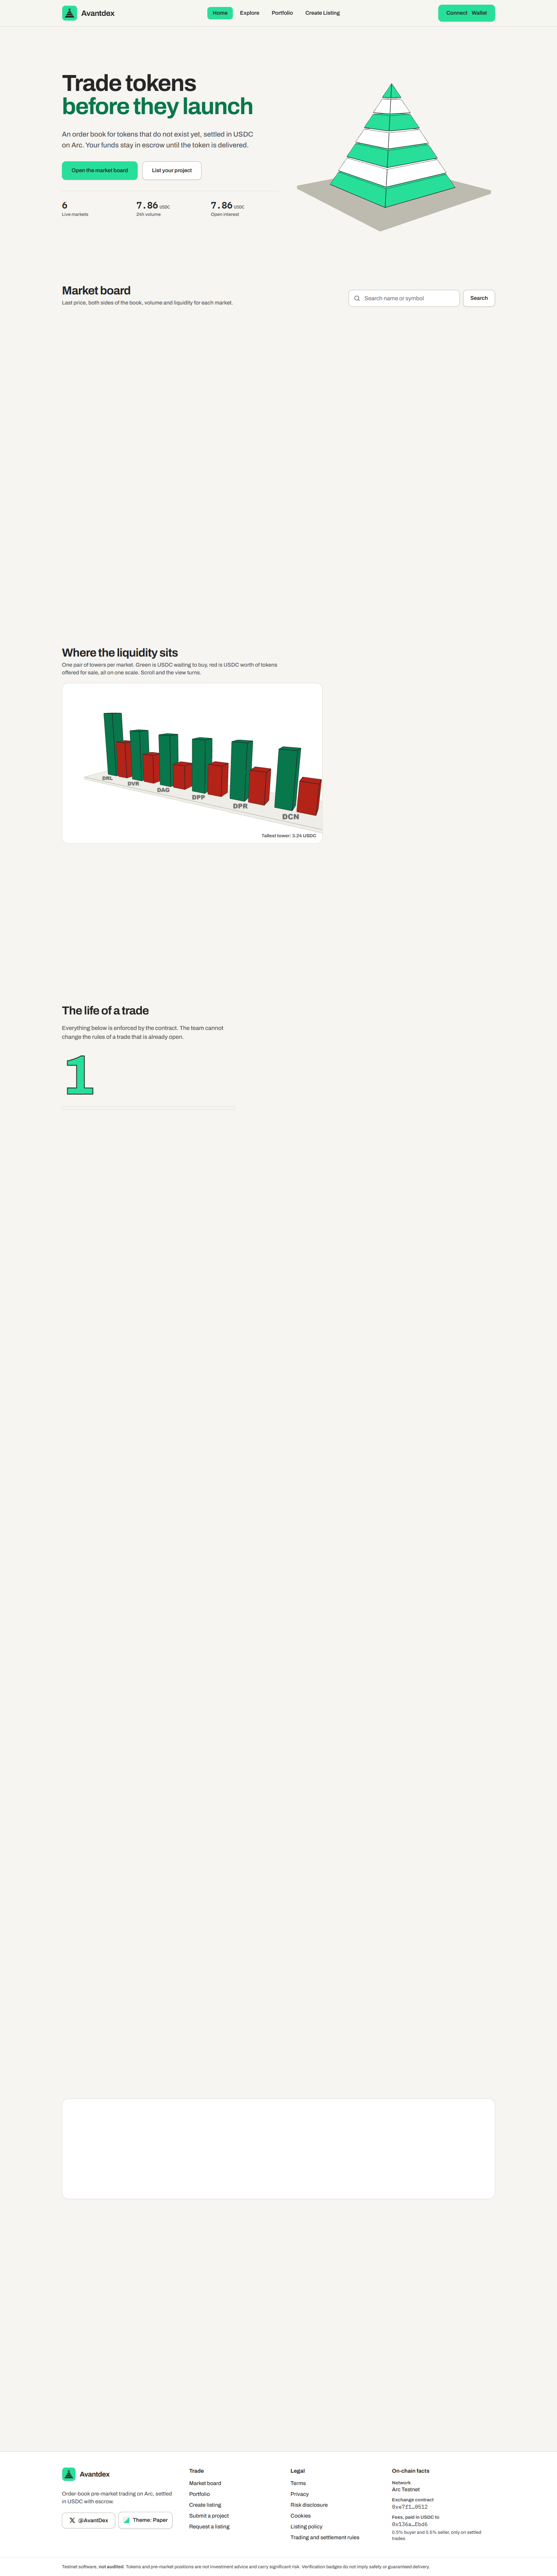 Avantdex
Home Explore Portfolio Create Listing
Connect Wallet
Trade tokens
before they launch
An order book for tokens that do not exist yet, settled in USDC
on Arc. Your funds stay in escrow until the token is delivered.
Open the market board
List your project
6
Live markets
7.86 USDC
24h volume
7.86 USDC
Open interest
Market board
Last price, both sides of the book, volume and liquidity for each market.
Search name or symbol
Search
Where the liquidity sits
One pair of towers per market. Green is USDC waiting to buy, red is USDC worth of tokens
offered for sale, all on one scale. Scroll and the view turns.
DRL
DVR
DAG
DPP
DPR
DCN
Tallest tower: 3.24 USDC
The life of a trade
Everything below is enforced by the contract. The team cannot
change the rules of a trade that is already open.
1
Avantdex
Order-book pre-market trading on Arc, settled
in USDC with escrow.
@AvantDex
Theme: Paper
Trade
Market board
Portfolio
Create listing
Submit a project
Request a listing
Legal
Terms
Privacy
Risk disclosure
Cookies
Listing policy
Trading and settlement rules
On-chain facts
Network
Arc Testnet
Exchange contract
0xe7f1…0512
Fees, paid in USDC to
0x136a…Ebd6
0.5% buyer and 0.5% seller, only on settled
trades
Testnet software, not audited. Tokens and pre-market positions are not investment advice and carry significant risk. Verification badges do not imply safety or guaranteed delivery.